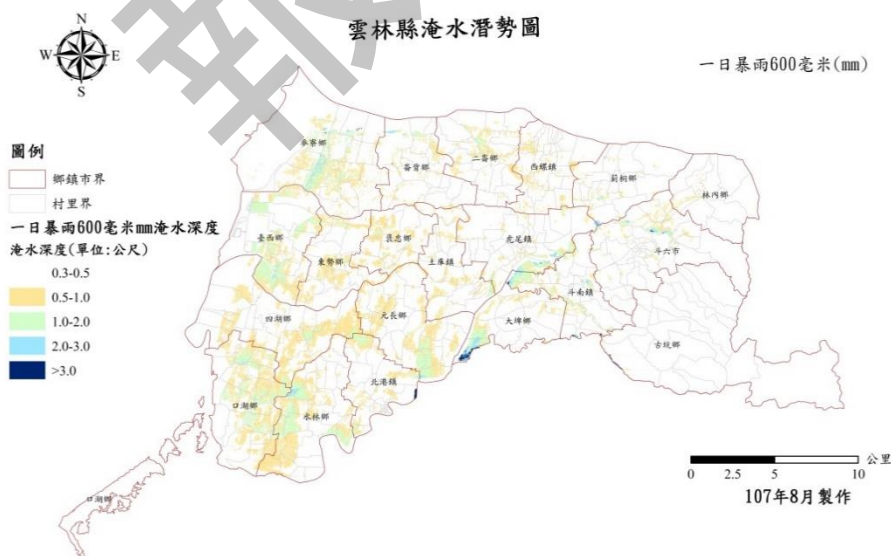 部
雲林縣淹水潛勢圖
一日暴雨600毫米(mm)
N
W
E
S
圖例
鄉鎮市界
村里界
一日暴雨600毫米mm淹水深度
淹水深度(單位:公尺)
0.3-0.5
0.5-1.0
1.0-2.0
2.0-3.0
>3.0
麥寮鄉
崙背鄉
二崙鄉
西螺鎮
莿桐鄉
林內鄉
臺西鄉
東勢鄉
褒忠鄉
土庫鎮
虎尾鎮
斗六市
斗南鎮
四湖鄉
元長鄉
大埤鄉
古坑鄉
北港鎮
口湖鄉
水林鄉
口湖鄉
公里
0
2.5
5
10
107年8月製作